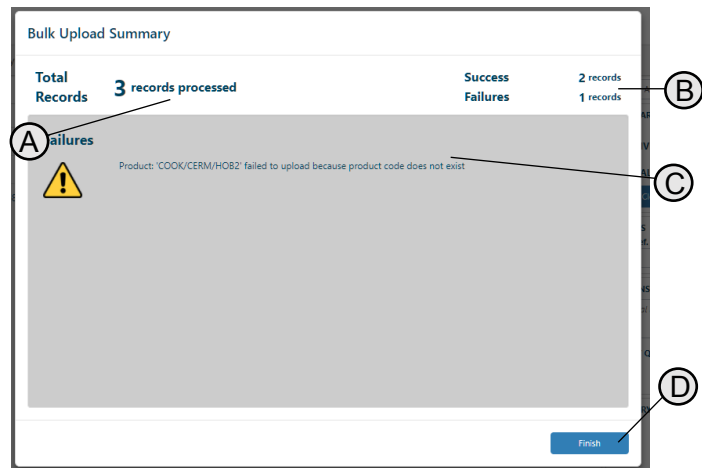 Bulk Upload Summary
Total
Records
3 records processed
Success 2 records
Failures 1 records
A
B
ailures
Product: 'COOK/CERM/HOB2' failed to upload because product code does not exist
C
D
Finish